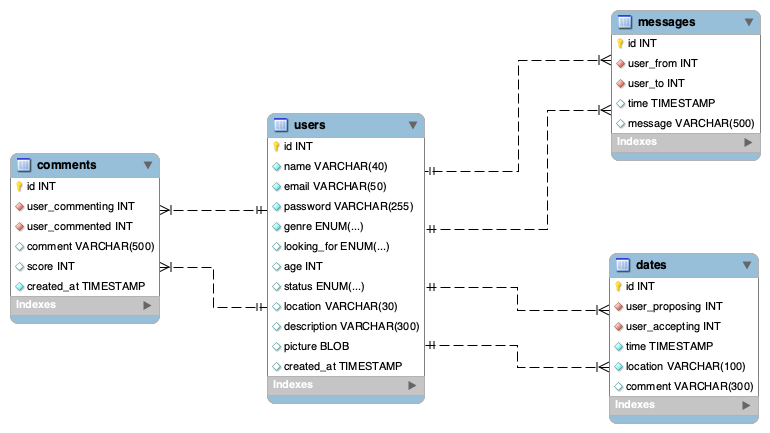 comments
id INT
user_commenting INT
user_commented INT
comment VARCHAR(500)
score INT
created_at TIMESTAMP
Indexes
users
id INT
name VARCHAR(40)
email VARCHAR(50)
password VARCHAR(255)
genre ENUM(...)
looking_for ENUM(...)
age INT
status ENUM(...)
location VARCHAR(30)
description VARCHAR(300)
picture BLOB
created_at TIMESTAMP
Indexes
messages
id INT
user_from INT
user_to INT
time TIMESTAMP
message VARCHAR(500)
Indexes
dates
id INT
user_proposing INT
user_accepting INT
time TIMESTAMP
location VARCHAR(100)
comment VARCHAR(300)
Indexes